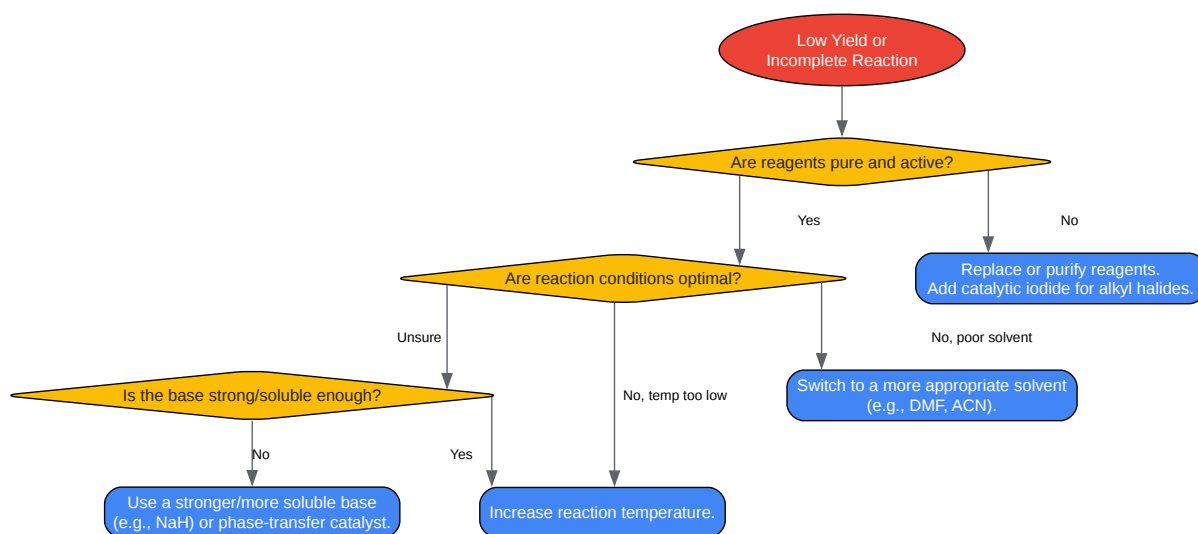 Low Yield or
Incomplete Reaction
Are reagents pure and active?
Yes
No
Are reaction conditions optimal?
Replace or purify reagents.
Add catalytic iodide for alkyl halides.
Unsure
No, poor solvent
Is the base strong/soluble enough?
No, temp too low
Switch to a more appropriate solvent
(e.g., DMF, ACN).
No
Yes
Use a stronger/more soluble base
(e.g., NaH) or phase-transfer catalyst.
Increase reaction temperature.